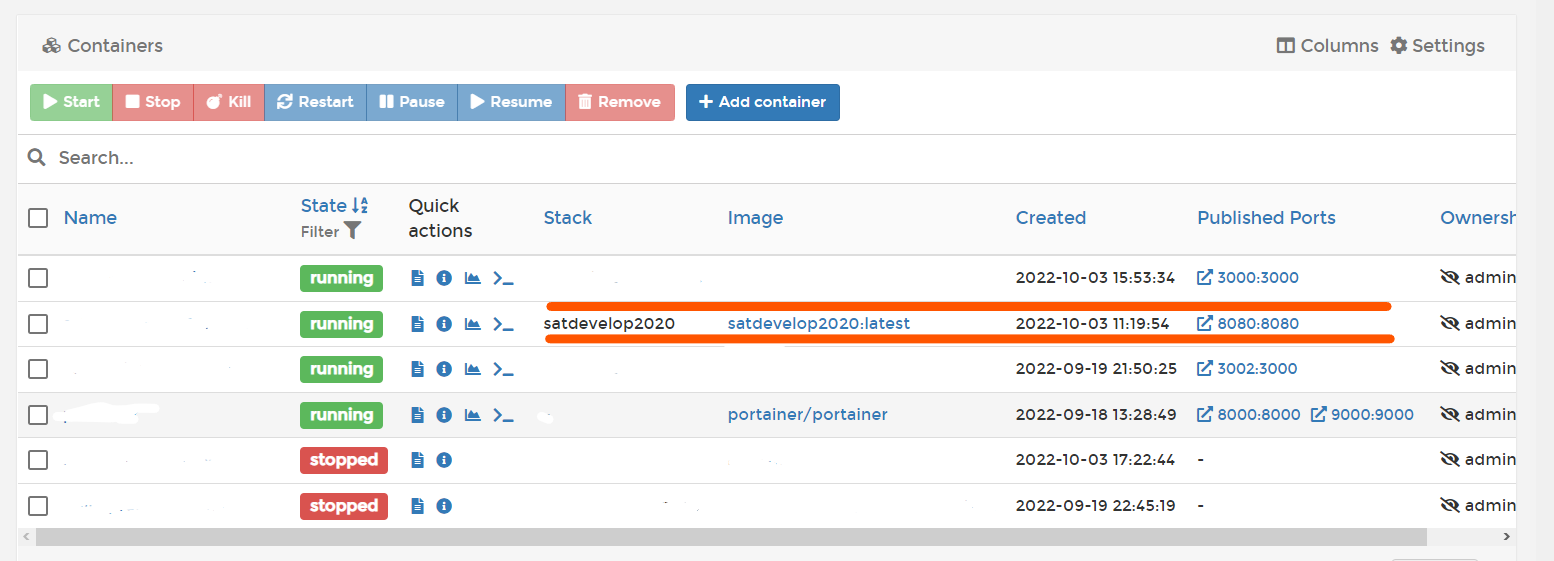 Containers Columns Settings
Start Stop Kill Restart Pause Resume Remove Add container
Search...
Name State Filter Quick actions Stack Image Created Published Ports Ownersh
running 2022-10-03 15:53:34 3000:3000 admin
running satdevelop2020 satdevelop2020:latest 2022-10-03 11:19:54 8080:8080 admin
running 2022-09-19 21:50:25 3002:3000 admin
running portainer/portainer 2022-09-18 13:28:49 8000:8000 9000:9000 admin
stopped 2022-10-03 17:22:44 - admin
stopped 2022-09-19 22:45:19 - admin